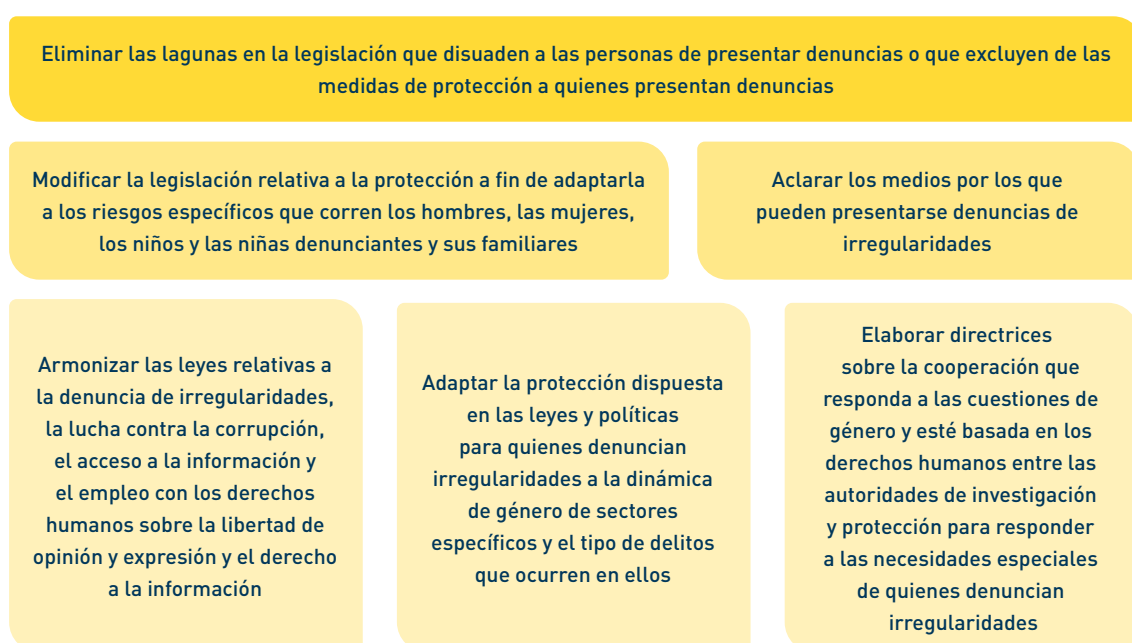 Eliminar las lagunas en la legislación que disuaden a las personas de presentar denuncias o que excluyen de las
medidas de protección a quienes presentan denuncias
Modificar la legislación relativa a la protección a fin de adaptarla
a los riesgos específicos que corren los hombres, las mujeres,
los niños y las niñas denunciantes y sus familiares
Aclarar los medios por los que
pueden presentarse denuncias de
irregularidades
Armonizar las leyes relativas a
la denuncia de irregularidades,
la lucha contra la corrupción,
el acceso a la información y
el empleo con los derechos
humanos sobre la libertad de
opinión y expresión y el derecho
a la información
Adaptar la protección dispuesta
en las leyes y políticas
para quienes denuncian
irregularidades a la dinámica
de género de sectores
específicos y el tipo de delitos
que ocurren en ellos
Elaborar directrices
sobre la cooperación que
responda a las cuestiones de
género y esté basada en los
derechos humanos entre las
autoridades de investigación
y protección para responder
a las necesidades especiales
de quienes denuncian
irregularidades